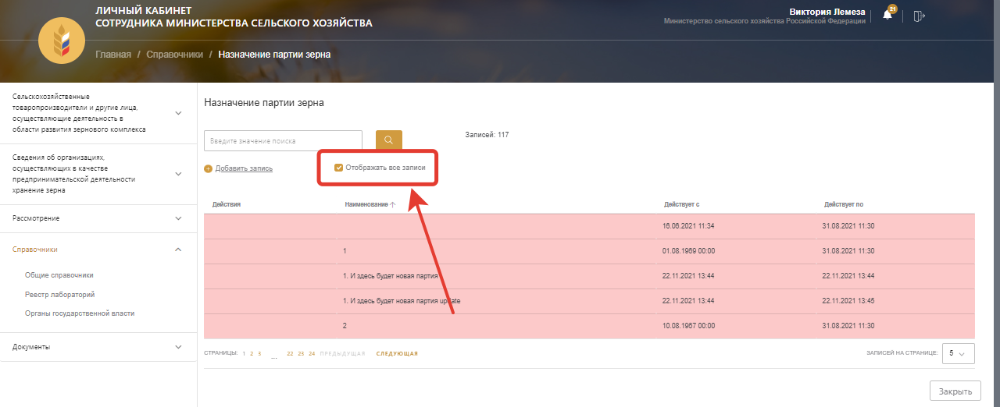 ЛИЧНЫЙ КАБИНЕТ
СОТРУДНИКА МИНИСТЕРСТВА СЕЛЬСКОГО ХОЗЯЙСТВА
Виктория Лемеза
Министерство сельского хозяйства Российской Федерации
21
Главная / Справочники / Назначение партии зерна
Сельскохозяйственные
товаропроизводители и другие лица,
осуществляющие деятельность в
области развития зернового комплекса
Сведения об организациях,
осуществляющих в качестве
предпринимательской деятельности
хранение зерна
Рассмотрение
Справочники
Общие справочники
Реестр лабораторий
Органы государственной власти
Документы
Назначение партии зерна
Введите значение поиска
Записей: 117
Добавить запись
Отображать все записи
Действия Наименование Действует с Действует по
16.06.2021 11:34 31.08.2021 11:30
1 01.08.1969 00:00 31.08.2021 11:30
1. И здесь будет новая партия 22.11.2021 13:44 22.11.2021 13:44
1. И здесь будет новая партия update 22.11.2021 13:44 22.11.2021 13:45
2 10.08.1967 00:00 31.08.2021 11:30
СТРАНИЦЫ: 1 2 3 ... 22 23 24 ПРЕДЫДУЩАЯ СЛЕДУЮЩАЯ
ЗАПИСЕЙ НА СТРАНИЦЕ: 5
Закрыть